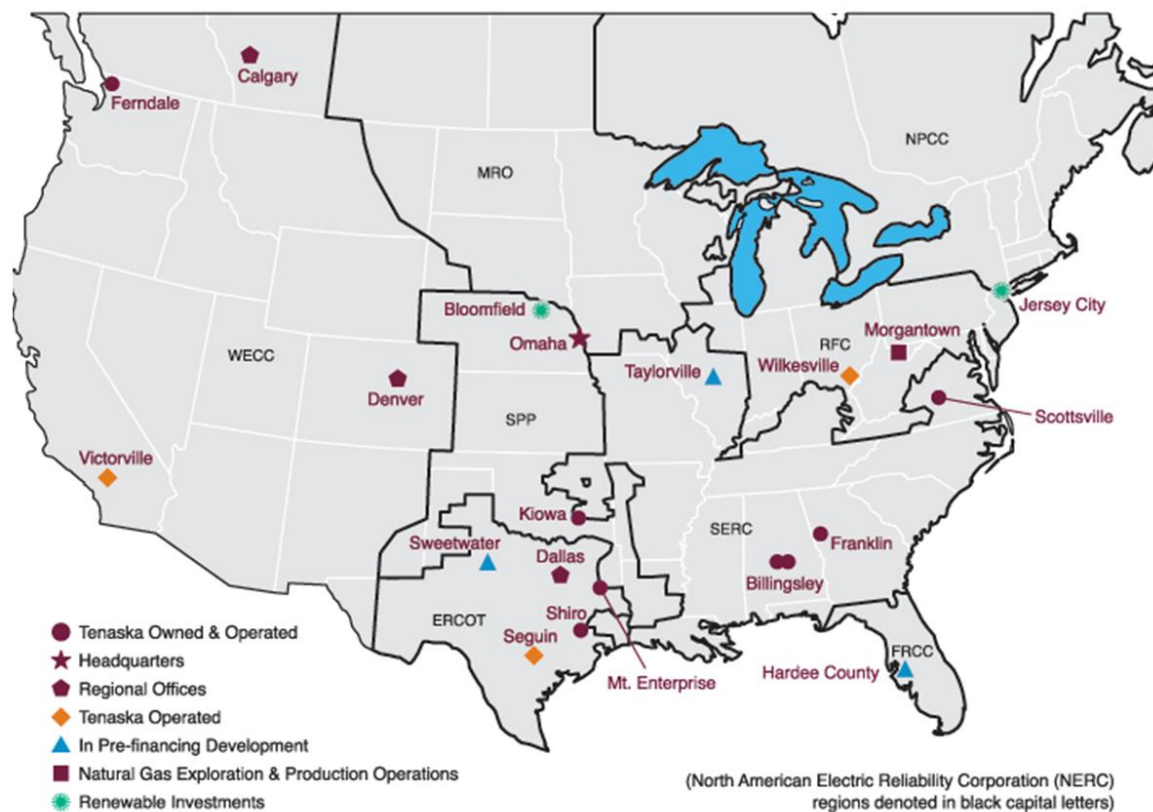 Calgary
Ferndale
NPCC
MRO
Bloomfield
Jersey City
Omaha
Morgantown
RFC
WECC
Taylorville
Wilkesville
Denver
Scottsville
SPP
Victorville
Kiowa
SERC
Sweetwater
Franklin
Dallas
Billingsley
Shiro
ERCOT
Seguin
FRCC
Hardee County
Mt. Enterprise
Tenaska Owned & Operated
Headquarters
Regional Offices
Tenaska Operated
In Pre-financing Development
Natural Gas Exploration & Production Operations
Renewable Investments
(North American Electric Reliability Corporation (NERC)
regions denoted in black capital letters)